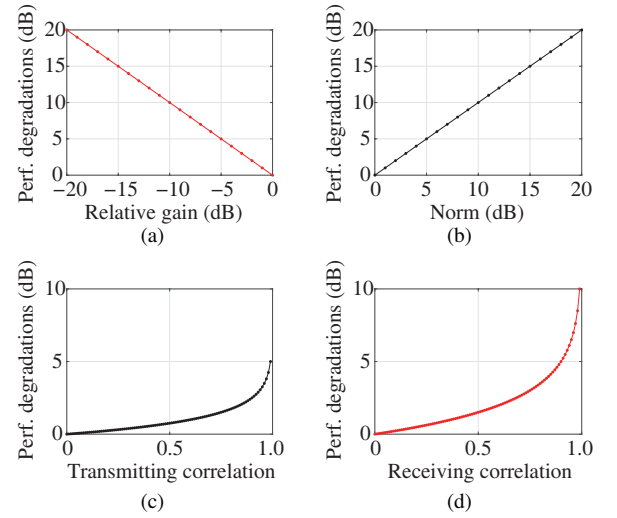 Perf. degradations (dB)
20
15
10
5
0
−20 −15 −10 −5 0
Relative gain (dB)
(a)
Perf. degradations (dB)
20
15
10
5
0
0 5 10 15 20
Norm (dB)
(b)
Perf. degradations (dB)
10
5
0
0 0.5 1.0
Transmitting correlation
(c)
Perf. degradations (dB)
10
5
0
0 0.5 1.0
Receiving correlation
(d)